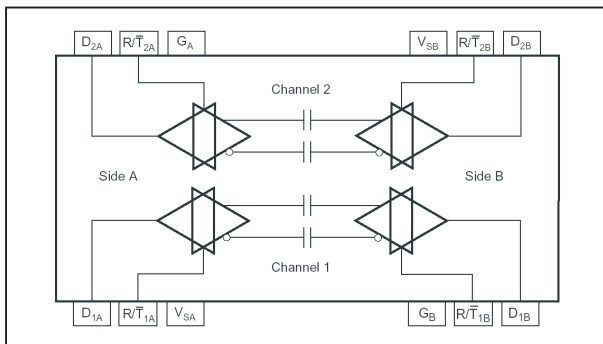 D2A R/T̅2A GA VSB R/T̅2B D2B
Channel 2
Side A Side B
Channel 1
D1A R/T̅1A VSA GB R/T̅1B D1B